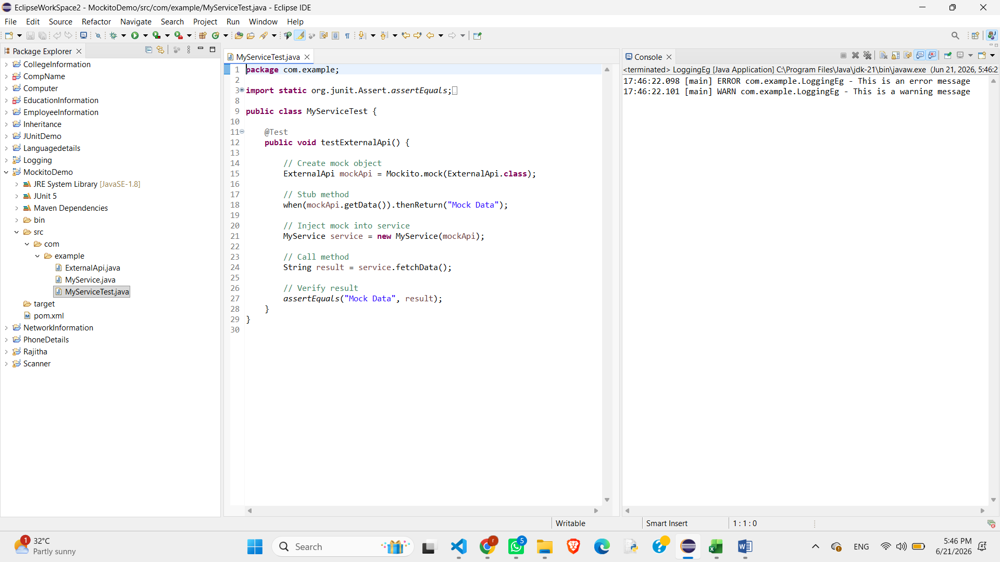 EclipseWorkSpace2 - MockitoDemo/src/com/example/MyServiceTest.java - Eclipse IDE
File Edit Source Refactor Navigate Search Project Run Window Help
Package Explorer
CollegeInformation
CompName
Computer
EducationInformation
EmployeeInformation
Inheritance
JUnitDemo
Languagedetails
Logging
MockitoDemo
JRE System Library [JavaSE-1.8]
JUnit 5
Maven Dependencies
bin
src
com
example
ExternalApi.java
MyService.java
MyServiceTest.java
target
pom.xml
NetworkInformation
PhoneDetails
Rajitha
Scanner
MyServiceTest.java
1 package com.example;
2
3 import static org.junit.Assert.assertEquals;
8
9 public class MyServiceTest {
10
11 @Test
12 public void testExternalApi() {
13
14 // Create mock object
15 ExternalApi mockApi = Mockito.mock(ExternalApi.class);
16
17 // Stub method
18 when(mockApi.getData()).thenReturn("Mock Data");
19
20 // Inject mock into service
21 MyService service = new MyService(mockApi);
22
23 // Call method
24 String result = service.fetchData();
25
26 // Verify result
27 assertEquals("Mock Data", result);
28 }
29 }
30
Console
<terminated> LoggingEg [Java Application] C:\Program Files\Java\jdk-21\bin\javaw.exe (Jun 21, 2026, 5:46:2
17:46:22.098 [main] ERROR com.example.LoggingEg - This is an error message
17:46:22.101 [main] WARN com.example.LoggingEg - This is a warning message
Writable Smart Insert 1 : 1 : 0
1
32°C
Partly sunny
Search
r
5
ENG
5:46 PM
6/21/2026